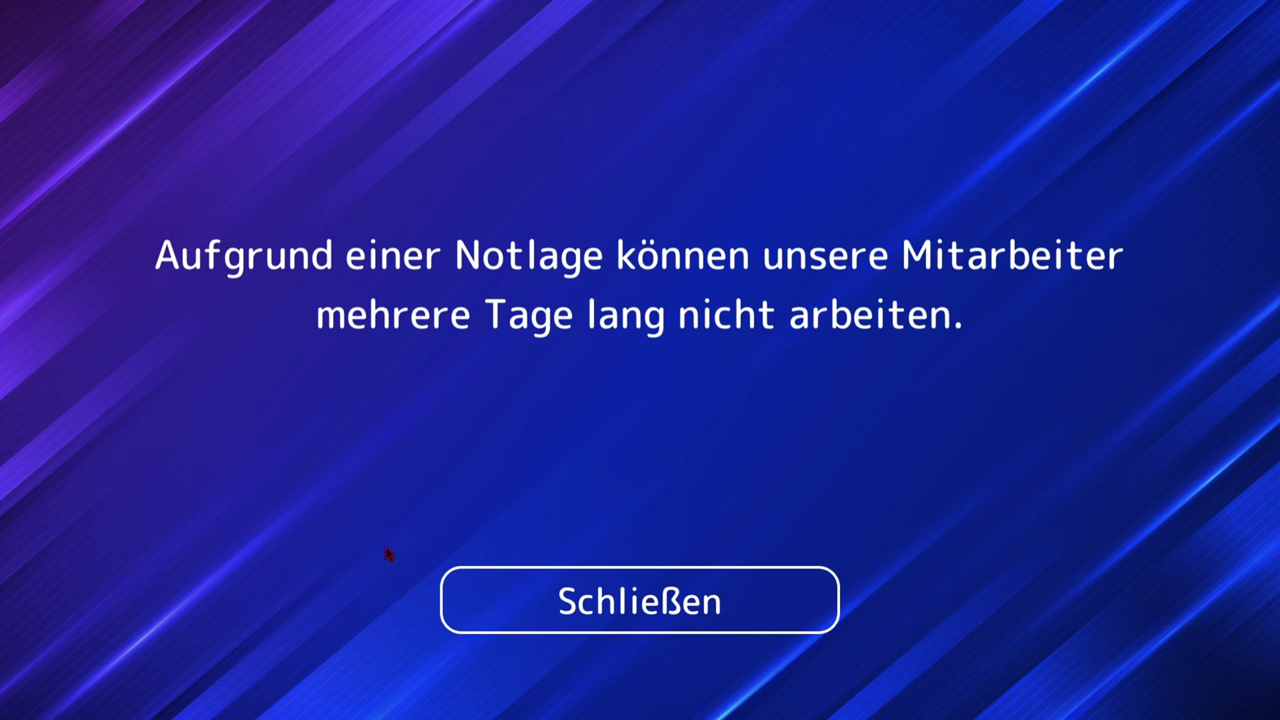 Aufgrund einer Notlage können unsere Mitarbeiter
mehrere Tage lang nicht arbeiten.
Schließen